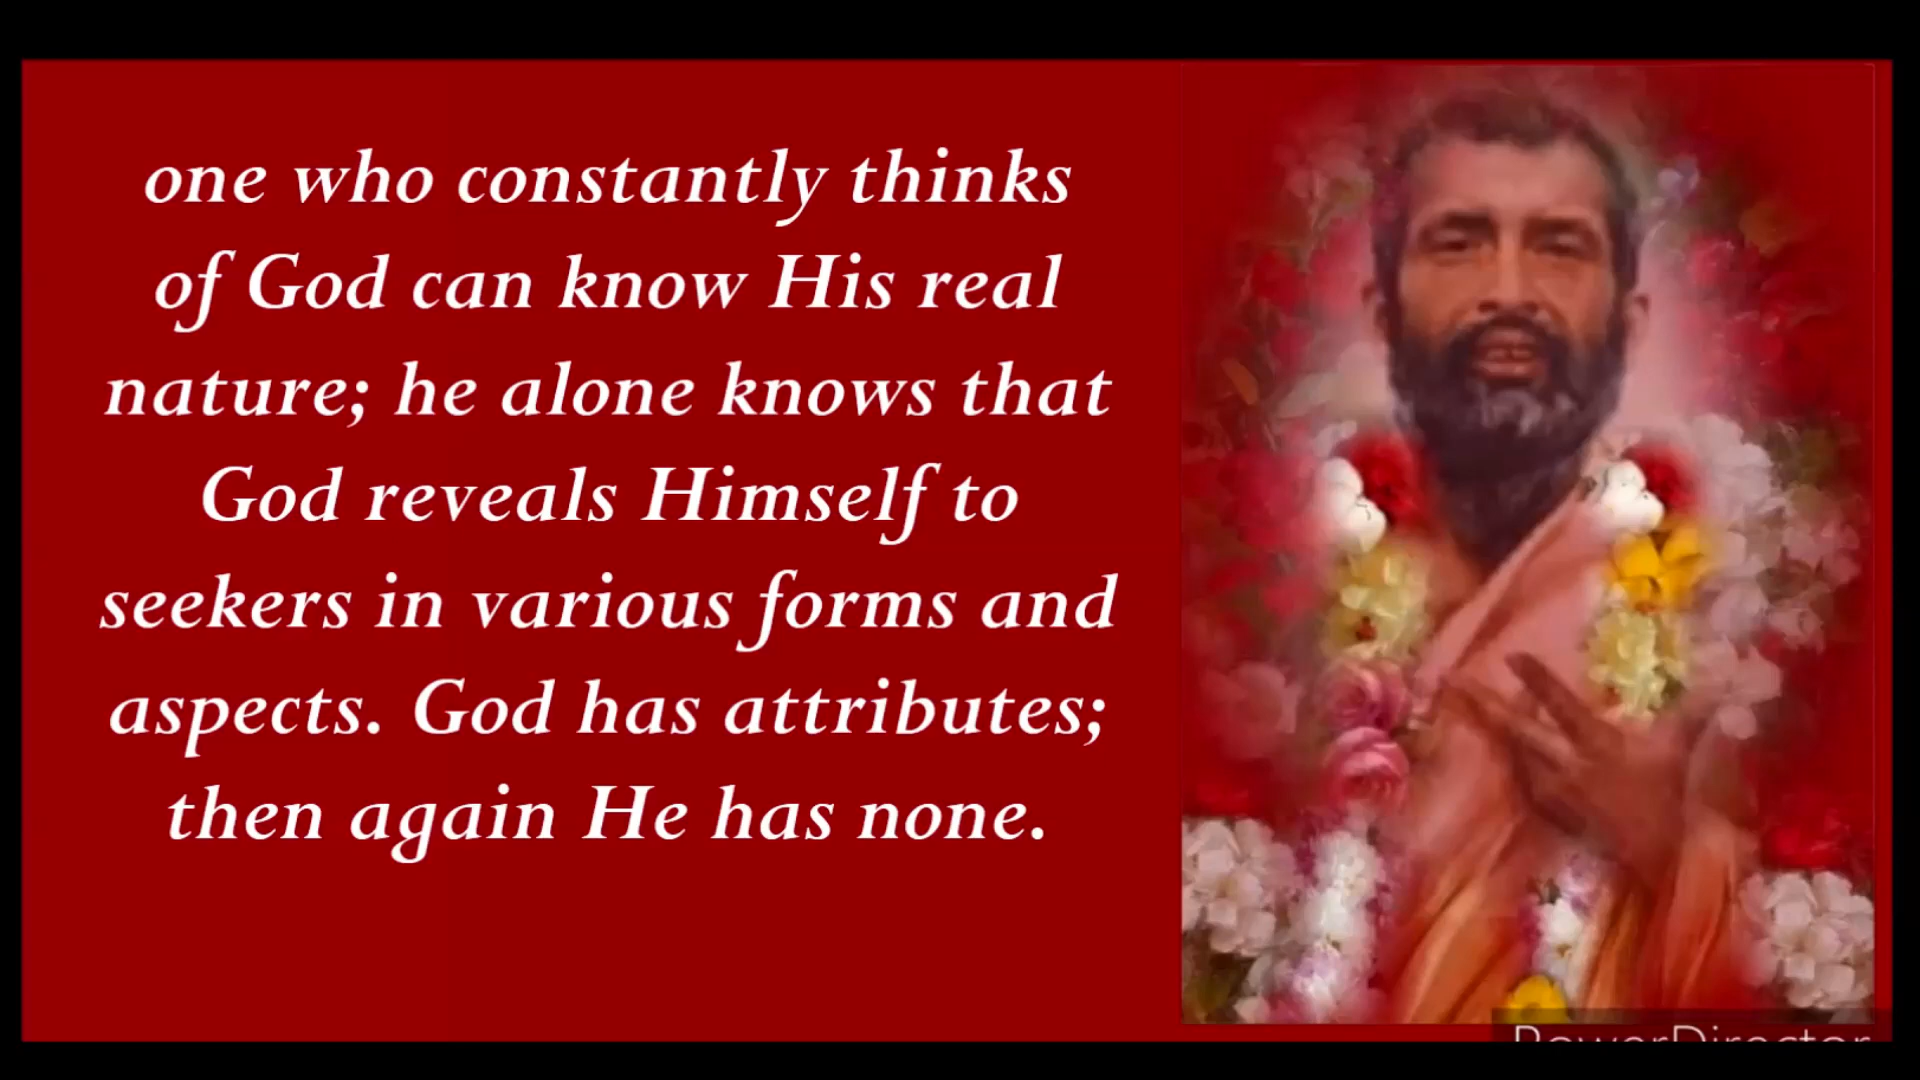 one who constantly thinks
of God can know His real
nature; he alone knows that
God reveals Himself to
seekers in various forms and
aspects. God has attributes;
then again He has none.
PowerDirector